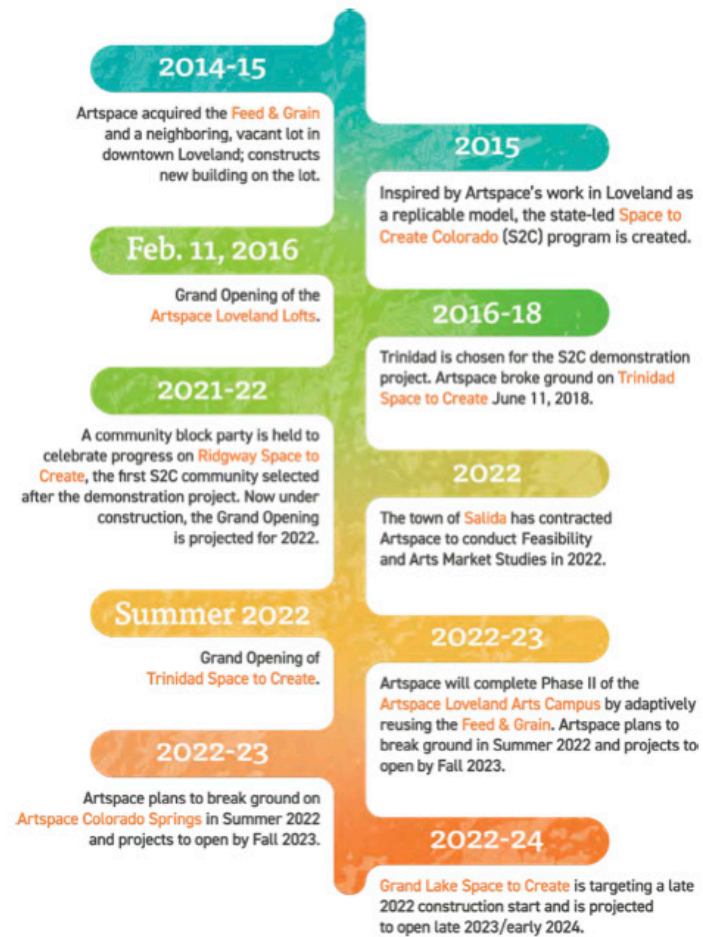 2014-15
Artspace acquired the Feed & Grain
and a neighboring, vacant lot in
downtown Loveland; constructs
new building on the lot.
2015
Inspired by Artspace's work in Loveland as
a replicable model, the state-led Space to
Create Colorado (S2C) program is created.
Feb. 11, 2016
Grand Opening of the
Artspace Loveland Lofts.
2016-18
Trinidad is chosen for the S2C demonstration
project. Artspace broke ground on Trinidad
Space to Create June 11, 2018.
2021-22
A community block party is held to
celebrate progress on Ridgway Space to
Create, the first S2C community selected
after the demonstration project. Now under
construction, the Grand Opening
is projected for 2022.
2022
The town of Salida has contracted
Artspace to conduct Feasibility
and Arts Market Studies in 2022.
Summer 2022
Grand Opening of
Trinidad Space to Create.
2022-23
Artspace will complete Phase II of the
Artspace Loveland Arts Campus by adaptively
reusing the Feed & Grain. Artspace plans to
break ground in Summer 2022 and projects to
open by Fall 2023.
2022-23
Artspace plans to break ground on
Artspace Colorado Springs in Summer 2022
and projects to open by Fall 2023.
2022-24
Grand Lake Space to Create is targeting a late
2022 construction start and is projected
to open late 2023/early 2024.